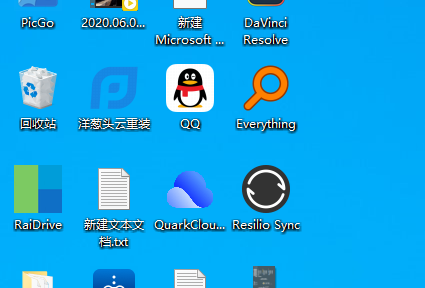 PicGo
2020.06.0...
新建
Microsoft ...
DaVinci
Resolve
回收站
洋葱头云重装
QQ
Everything
RaiDrive
新建文本文
档.txt
QuarkClou...
Resilio Sync